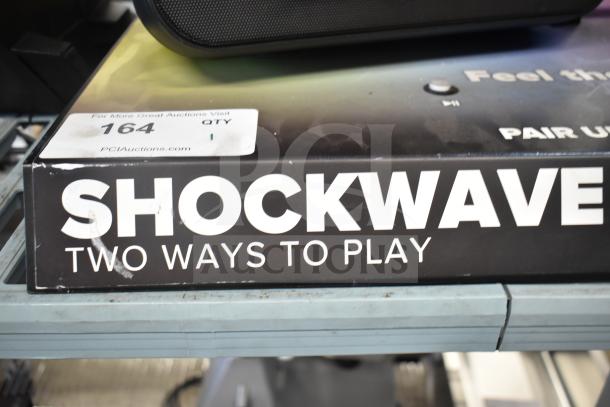 Feel the
For More Great Auctions Visit
164 QTY
1
PCIAuctions.com
PAIR U
SHOCKWAVE
TWO WAYS TO PLAY
PCI
AUCTIONS